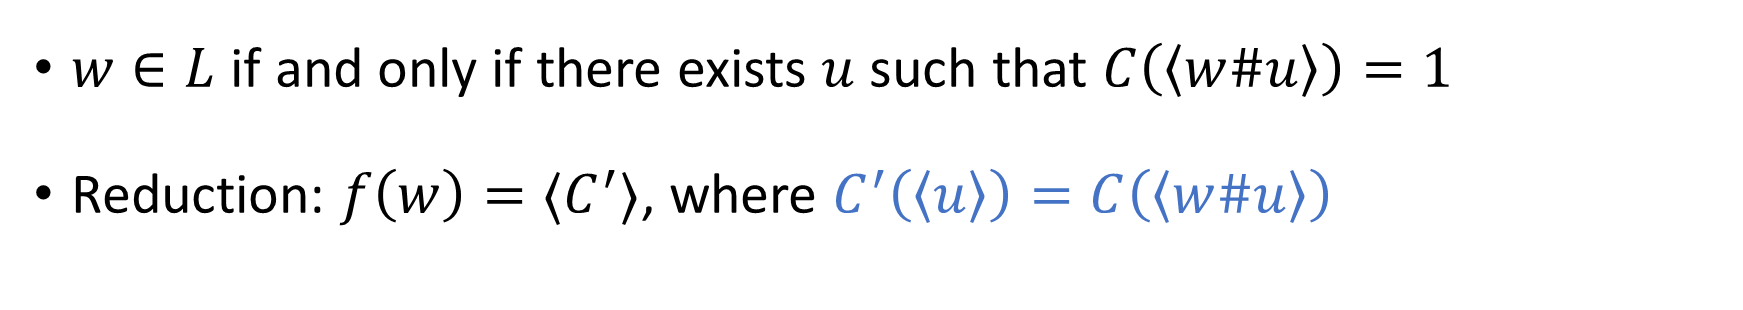 • w ∈ L if and only if there exists u such that C(⟨w#u⟩) = 1
• Reduction: f(w) = ⟨C′⟩, where C′(⟨u⟩) = C(⟨w#u⟩)